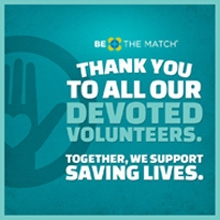 BE THE MATCH
THANK YOU
TO ALL OUR
DEVOTED
VOLUNTEERS.
TOGETHER, WE SUPPORT
SAVING LIVES.